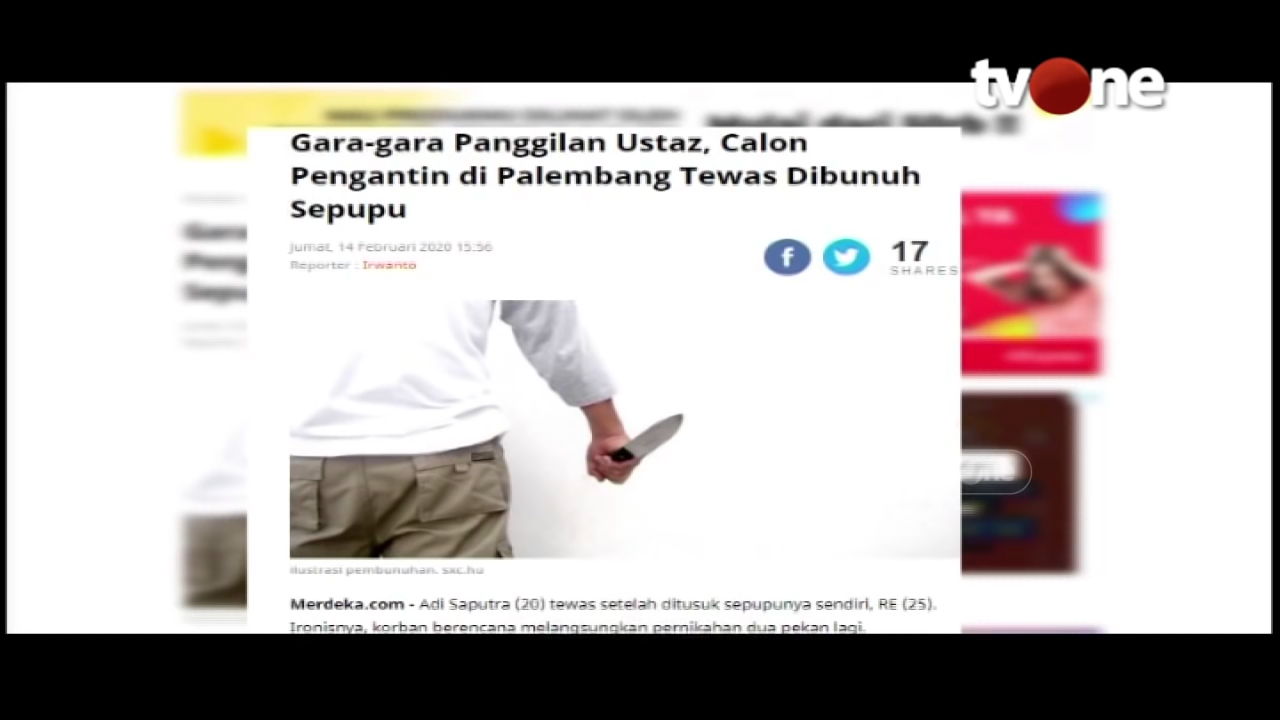 tvOne
Gara-gara Panggilan Ustaz, Calon
Pengantin di Palembang Tewas Dibunuh
Sepupu
Jumat, 14 Februari 2020 15:56
Reporter : Irwanto
17
SHARES
Ilustrasi pembunuhan. sxc.hu
Merdeka.com - Adi Saputra (20) tewas setelah ditusuk sepupunya sendiri, RE (25).
Ironisnya, korban berencana melangsungkan pernikahan dua pekan lagi.